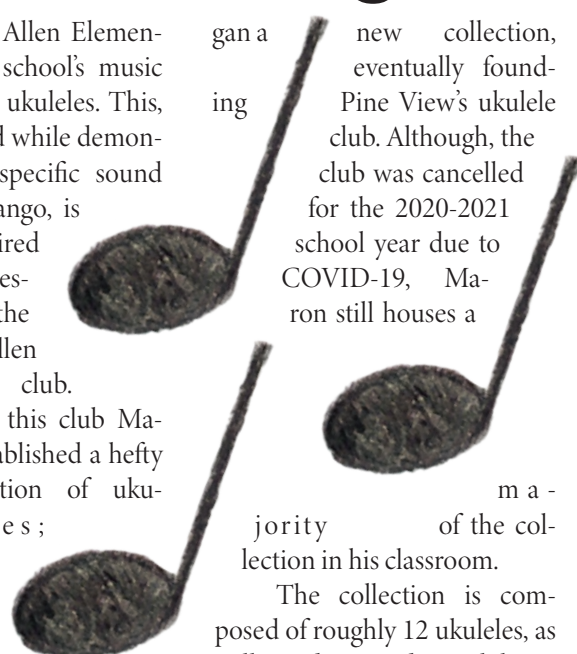 Allen Elemen-
school's music
ukuleles. This,
d while demon-
specific sound
ango, is
ired
es-
the
llen
club.
this club Ma-
ablished a hefty
tion of uku-
es;
gan a new collection,
eventually found-
ing Pine View's ukulele
club. Although, the
club was cancelled
for the 2020-2021
school year due to
COVID-19, Ma-
ron still houses a
ma-
jority of the col-
lection in his classroom.
The collection is com-
posed of roughly 12 ukuleles, as